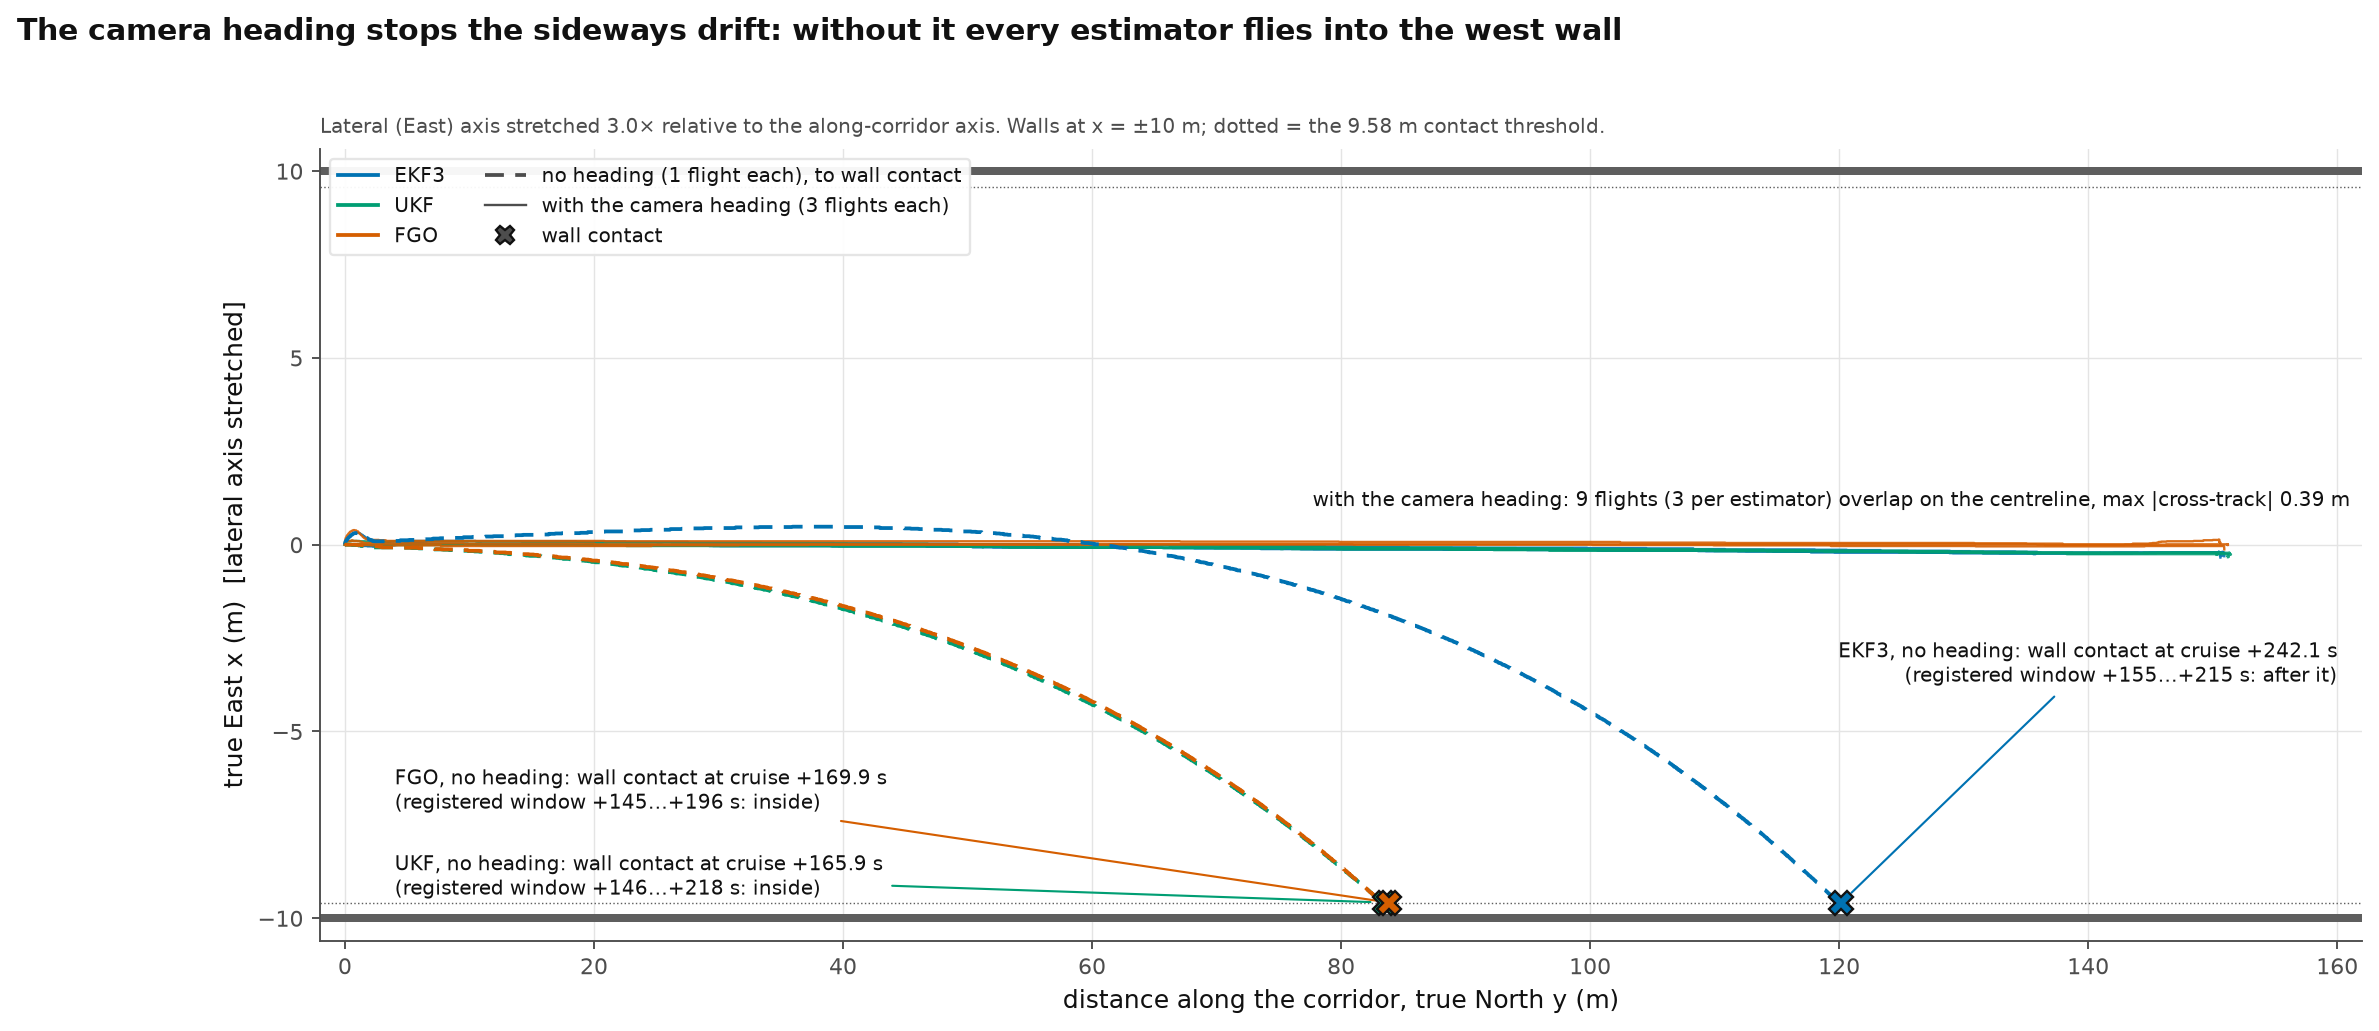 The camera heading stops the sideways drift: without it every estimator flies into the west wall
Lateral (East) axis stretched 3.0× relative to the along-corridor axis. Walls at x = ±10 m; dotted = the 9.58 m contact threshold.
EKF3
UKF
FGO
no heading (1 flight each), to wall contact
with the camera heading (3 flights each)
wall contact
true East x (m)  [lateral axis stretched]
10
5
0
−5
−10
with the camera heading: 9 flights (3 per estimator) overlap on the centreline, max |cross-track| 0.39 m
EKF3, no heading: wall contact at cruise +242.1 s
(registered window +155…+215 s: after it)
FGO, no heading: wall contact at cruise +169.9 s
(registered window +145…+196 s: inside)
UKF, no heading: wall contact at cruise +165.9 s
(registered window +146…+218 s: inside)
0 20 40 60 80 100 120 140 160
distance along the corridor, true North y (m)